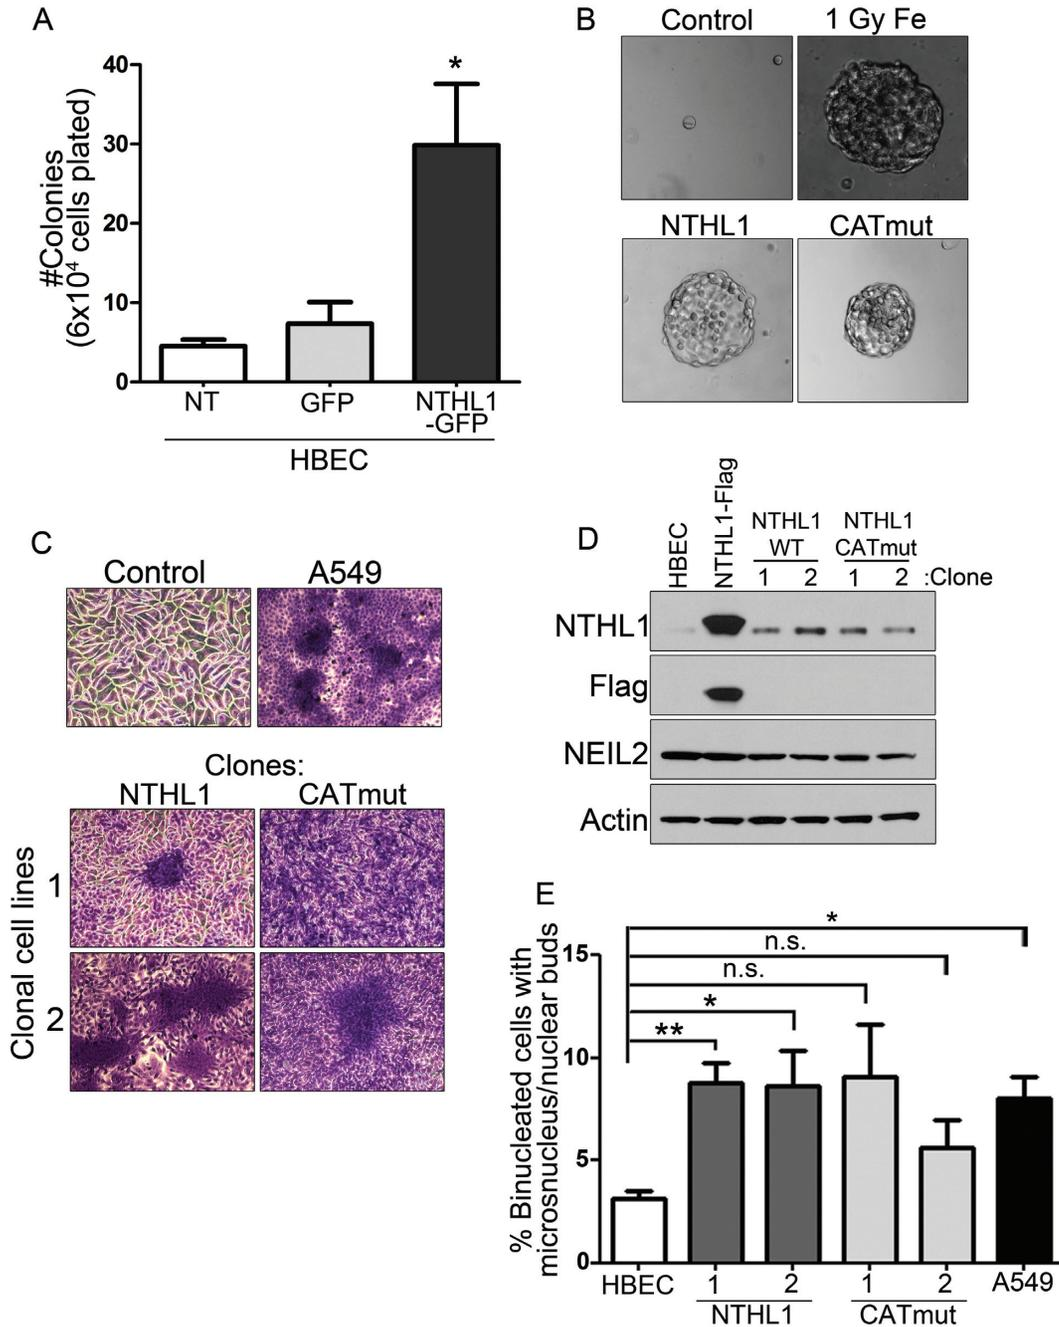 A
40
30
20
10
0
#Colonies
(6x10⁴ cells plated)
*
NT
GFP
NTHL1
-GFP
HBEC
B
Control
1 Gy Fe
NTHL1
CATmut
C
Control
A549
Clones:
NTHL1
CATmut
Clonal cell lines
1
2
D
HBEC
NTHL1-Flag
NTHL1
WT
NTHL1
CATmut
1 2 1 2 :Clone
NTHL1
Flag
NEIL2
Actin
E
% Binucleated cells with
microsnucleus/nuclear buds
15
10
5
0
*
n.s.
n.s.
*
**
HBEC
1 2 1 2
A549
NTHL1
CATmut